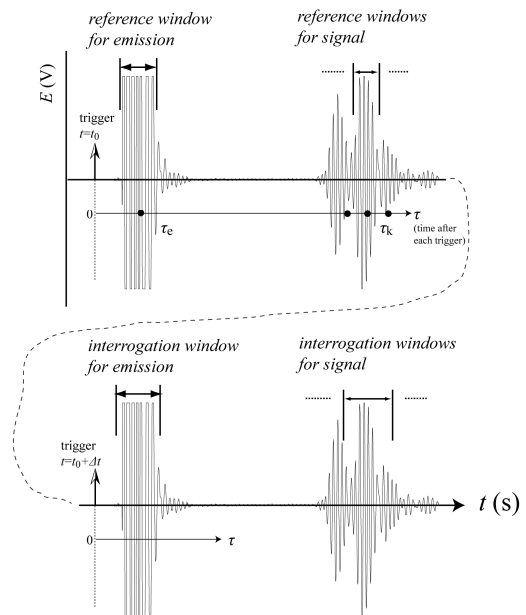 reference window
for emission
reference windows
for signal
........
........
E (V)
trigger
t=t0
0
τe
τk
τ
(time after
each trigger)
interrogation window
for emission
interrogation windows
for signal
........
........
trigger
t=t0+Δt
t (s)
0
τ